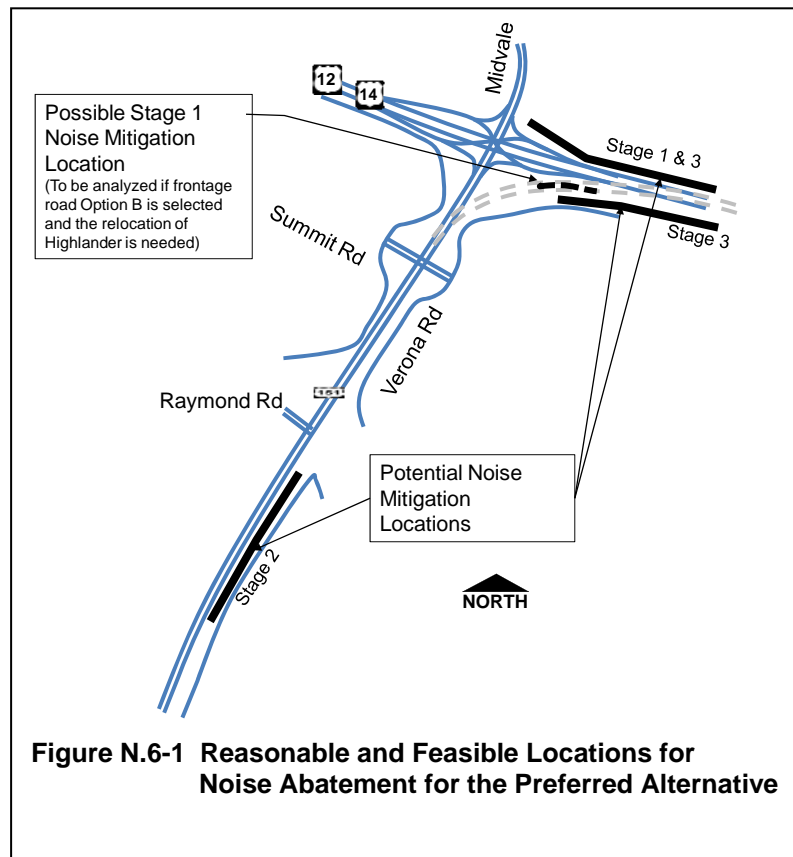 Midvale
12
14
Possible Stage 1
Noise Mitigation
Location
(To be analyzed if frontage
road Option B is selected
and the relocation of
Highlander is needed)
Stage 1 & 3
Stage 3
Summit Rd
Verona Rd
151
Raymond Rd
Potential Noise
Mitigation
Locations
Stage 2
NORTH
Figure N.6-1 Reasonable and Feasible Locations for
Noise Abatement for the Preferred Alternative